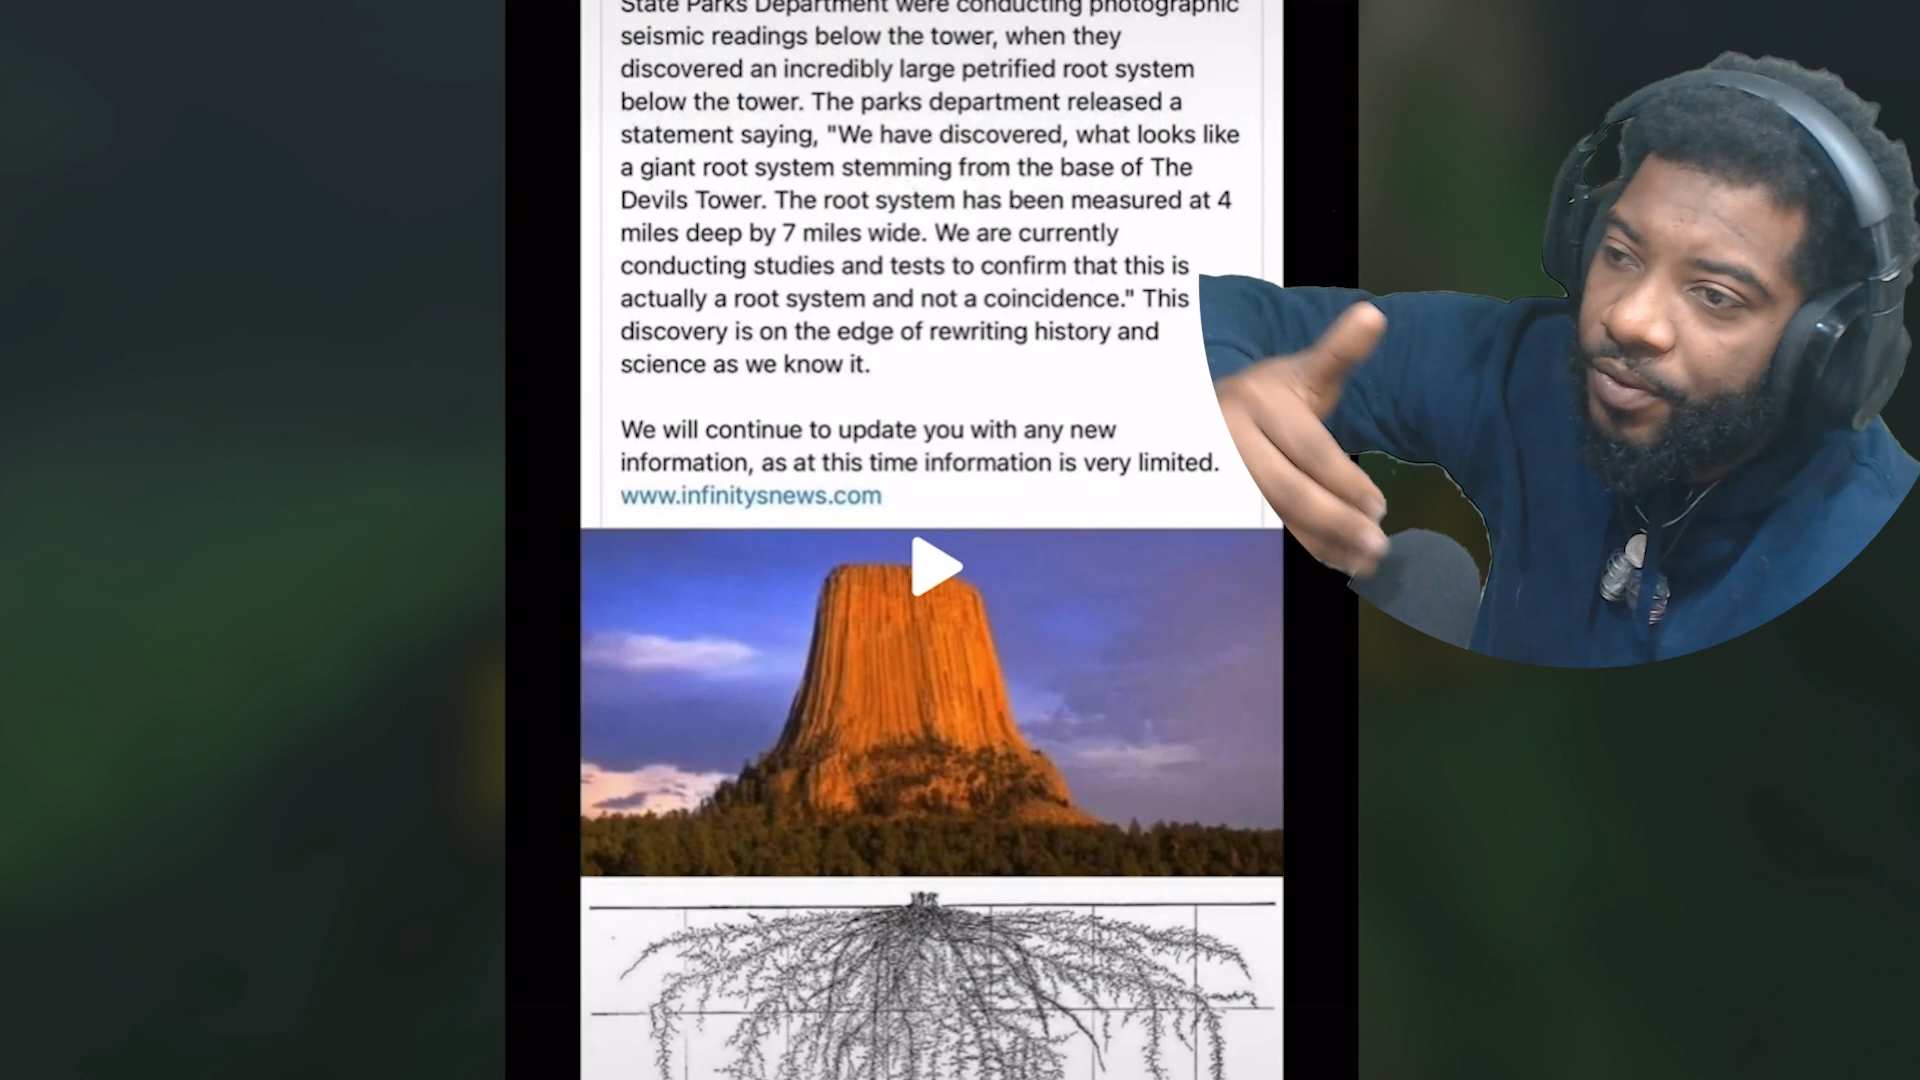 State Parks Department were conducting photographic
seismic readings below the tower, when they
discovered an incredibly large petrified root system
below the tower. The parks department released a
statement saying, "We have discovered, what looks like
a giant root system stemming from the base of The
Devils Tower. The root system has been measured at 4
miles deep by 7 miles wide. We are currently
conducting studies and tests to confirm that this is
actually a root system and not a coincidence." This
discovery is on the edge of rewriting history and
science as we know it.
We will continue to update you with any new
information, as at this time information is very limited.
www.infinitysnews.com